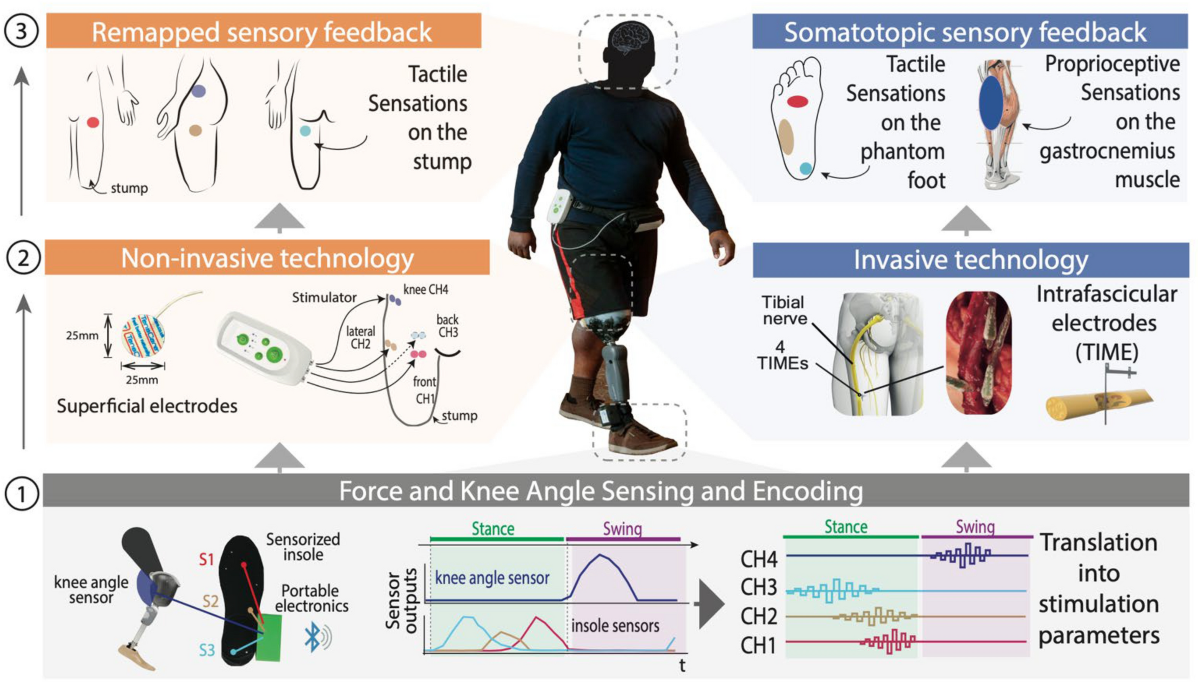 3
Remapped sensory feedback
Tactile
Sensations
on the
stump
stump
Somatotopic sensory feedback
Tactile
Sensations
on the
phantom
foot
Proprioceptive
Sensations
on the
gastrocnemius
muscle
2
Non-invasive technology
25mm
25mm
Superficial electrodes
Stimulator
knee CH4
lateral
CH2
back
CH3
front
CH1
stump
Invasive technology
Tibial
nerve
4
TIMEs
Intrafascicular
electrodes
(TIME)
1
Force and Knee Angle Sensing and Encoding
knee angle
sensor
S1
S2
S3
Sensorized
insole
Portable
electronics
Stance
Swing
Sensor
outputs
knee angle sensor
insole sensors
t
Stance
Swing
CH4
CH3
CH2
CH1
Translation
into
stimulation
parameters